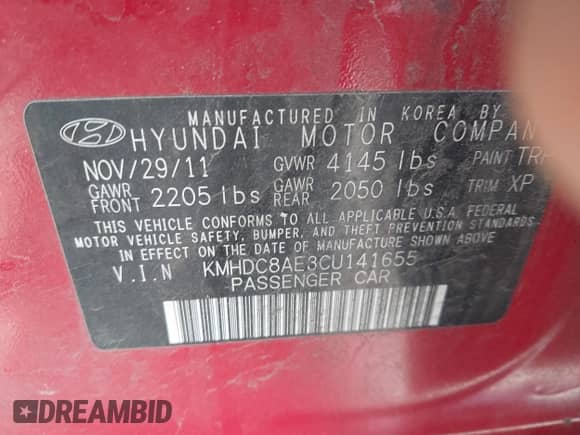 MANUFACTURED IN KOREA BY
HYUNDAI MOTOR COMPAN
NOV/29/11 GVWR 4145 lbs PAINT TRH
GAWR FRONT 2205 lbs GAWR REAR 2050 lbs TRIM XP
THIS VEHICLE CONFORMS TO ALL APPLICABLE U.S.A. FEDERAL
MOTOR VEHICLE SAFETY, BUMPER, AND THEFT PREVENTION STANDARDS
IN EFFECT ON THE DATE OF MANUFACTURE SHOWN ABOVE.
V.I.N KMHDC8AE3CU141655
PASSENGER CAR
DREAMBID